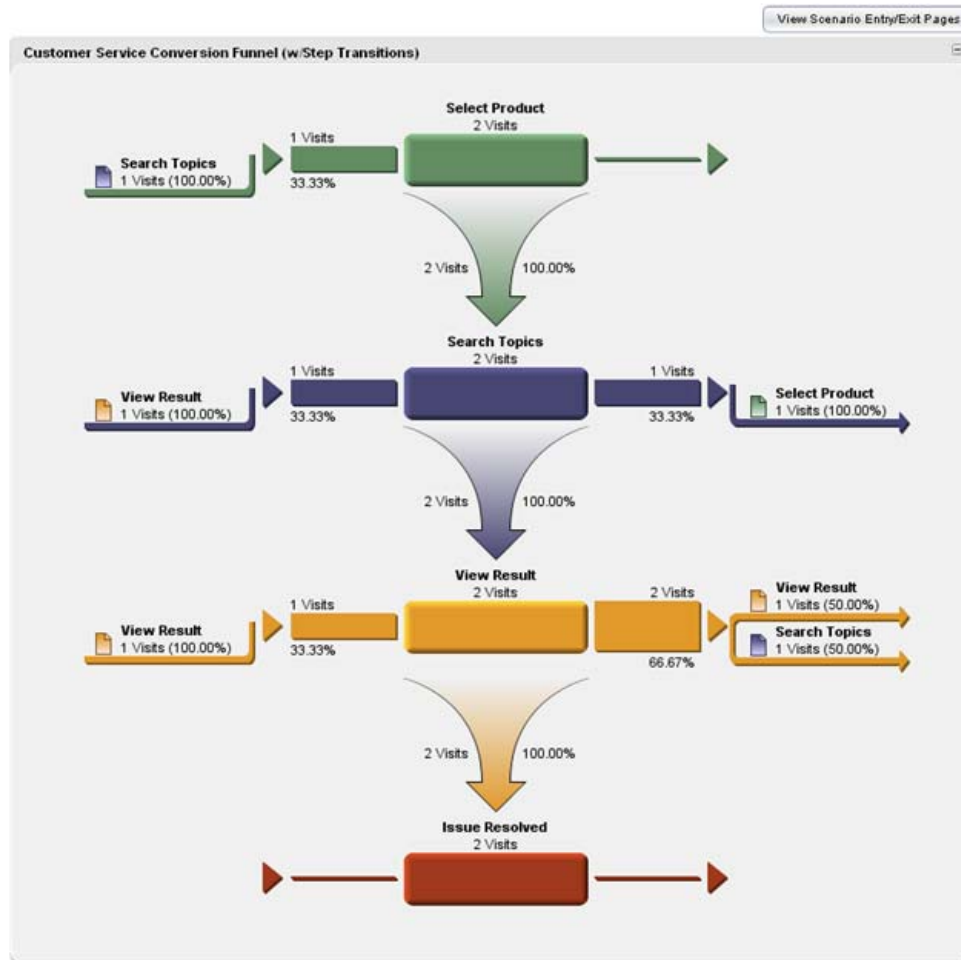 View Scenario Entry/Exit Pages
Customer Service Conversion Funnel (w/Step Transitions)
Select Product
2 Visits
1 Visits
Search Topics
1 Visits (100.00%)
33.33%
2 Visits
100.00%
Search Topics
2 Visits
1 Visits
1 Visits
View Result
1 Visits (100.00%)
Select Product
1 Visits (100.00%)
33.33%
33.33%
2 Visits
100.00%
View Result
2 Visits
1 Visits
2 Visits
View Result
1 Visits (50.00%)
View Result
1 Visits (100.00%)
Search Topics
1 Visits (50.00%)
33.33%
66.67%
2 Visits
100.00%
Issue Resolved
2 Visits